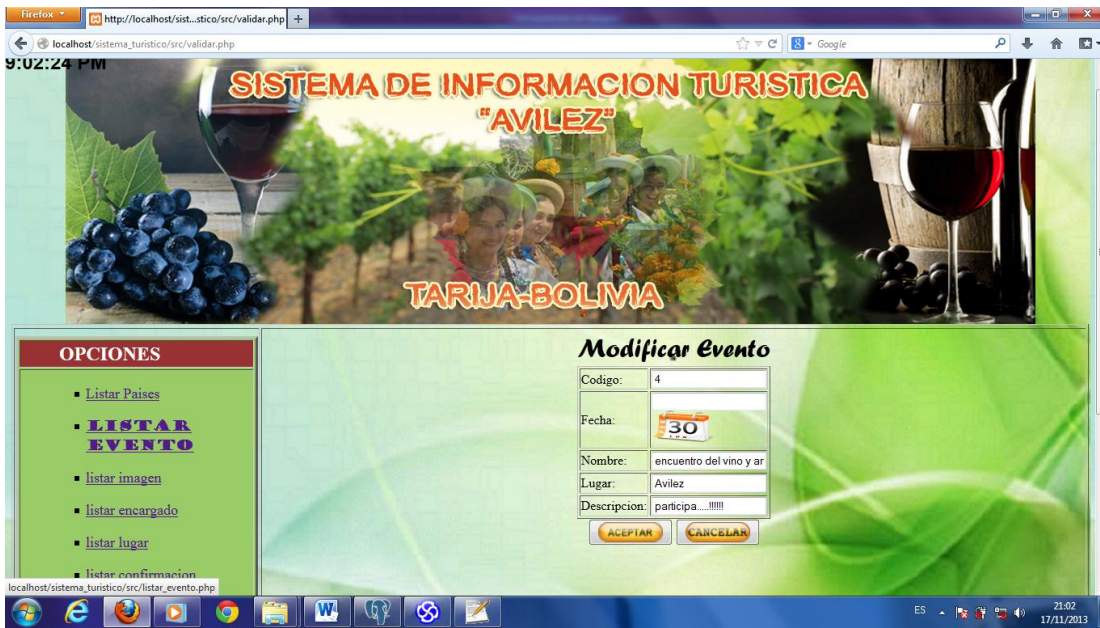 Firefox
http://localhost/sist...stico/src/validar.php
localhost/sistema_turistico/src/validar.php
Google
9:02:24 PM
SISTEMA DE INFORMACION TURISTICA
"AVILEZ"
TARIJA-BOLIVIA
OPCIONES
Listar Paises
LISTAR EVENTO
listar imagen
listar encargado
listar lugar
listar confirmacion
Modificar Evento
Codigo: 4
Fecha:
30
Nombre: encuentro del vino y ar
Lugar: Avilez
Descripcion: participa.....!!!!!!
ACEPTAR CANCELAR
localhost/sistema_turistico/src/listar_evento.php
ES
21:02
17/11/2013